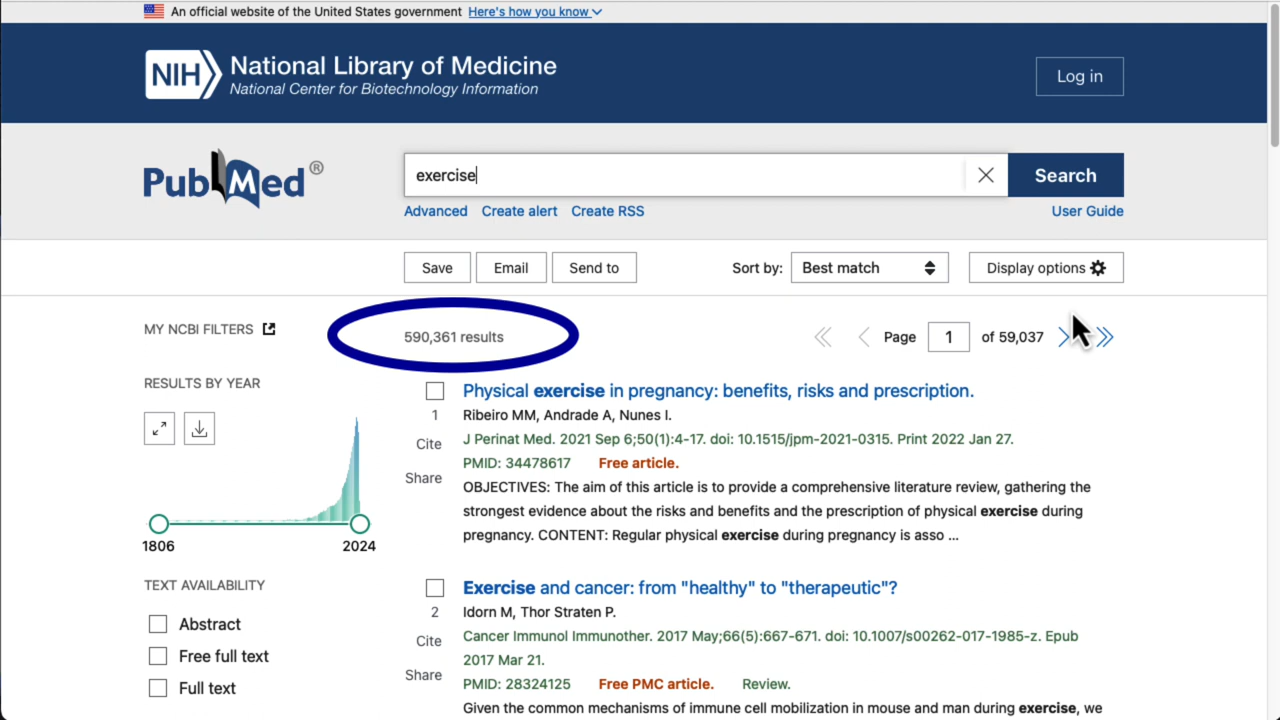 An official website of the United States government Here's how you know
NIH National Library of Medicine
National Center for Biotechnology Information
Log in
PubMed®
exercise
Search
Advanced Create alert Create RSS User Guide
Save Email Send to Sort by: Best match Display options
MY NCBI FILTERS
590,361 results
Page 1 of 59,037
RESULTS BY YEAR
1806 2024
TEXT AVAILABILITY
Abstract
Free full text
Full text
Physical exercise in pregnancy: benefits, risks and prescription.
1 Ribeiro MM, Andrade A, Nunes I.
Cite J Perinat Med. 2021 Sep 6;50(1):4-17. doi: 10.1515/jpm-2021-0315. Print 2022 Jan 27.
PMID: 34478617 Free article.
Share
OBJECTIVES: The aim of this article is to provide a comprehensive literature review, gathering the
strongest evidence about the risks and benefits and the prescription of physical exercise during
pregnancy. CONTENT: Regular physical exercise during pregnancy is asso ...
Exercise and cancer: from "healthy" to "therapeutic"?
2 Idorn M, Thor Straten P.
Cite Cancer Immunol Immunother. 2017 May;66(5):667-671. doi: 10.1007/s00262-017-1985-z. Epub
2017 Mar 21.
Share
PMID: 28324125 Free PMC article. Review.
Given the common mechanisms of immune cell mobilization in mouse and man during exercise, we